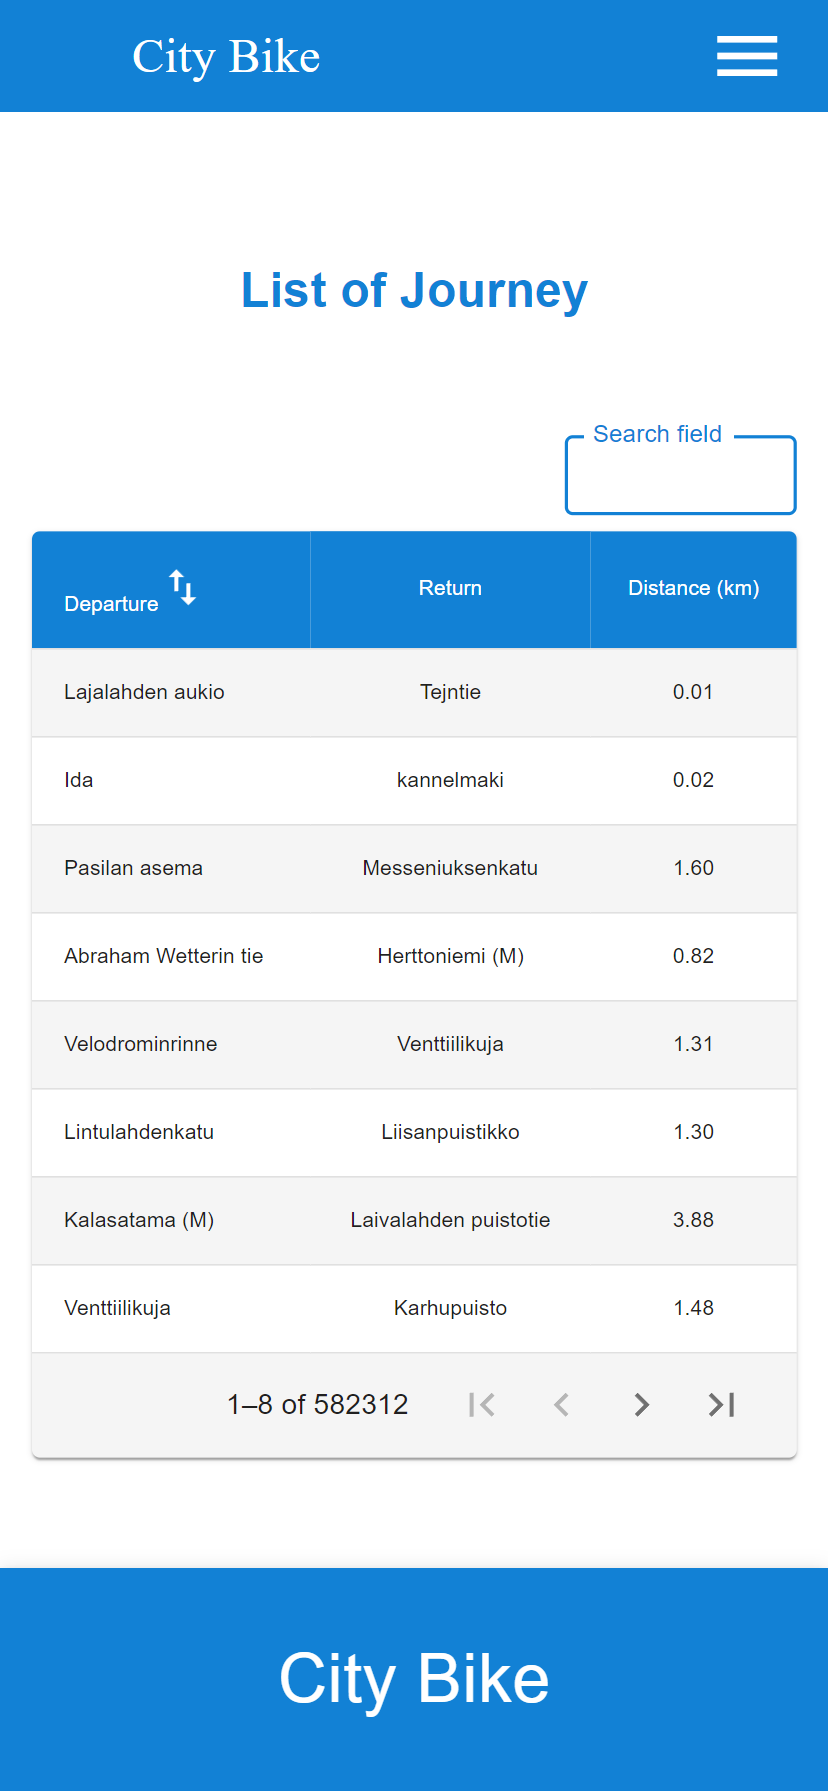 City Bike
List of Journey
Search field
Departure Return Distance (km)
Lajalahden aukio Tejntie 0.01
Ida kannelmaki 0.02
Pasilan asema Messeniuksenkatu 1.60
Abraham Wetterin tie Herttoniemi (M) 0.82
Velodrominrinne Venttiilikuja 1.31
Lintulahdenkatu Liisanpuistikko 1.30
Kalasatama (M) Laivalahden puistotie 3.88
Venttiilikuja Karhupuisto 1.48
1–8 of 582312
City Bike